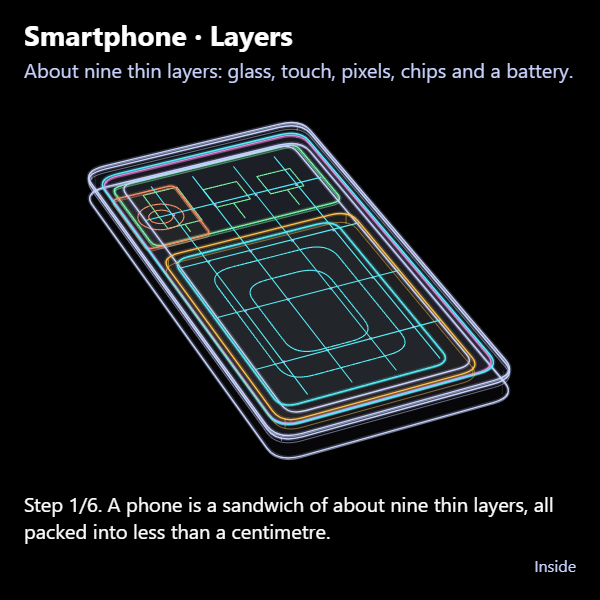 Smartphone · Layers
About nine thin layers: glass, touch, pixels, chips and a battery.
Step 1/6. A phone is a sandwich of about nine thin layers, all
packed into less than a centimetre.
Inside